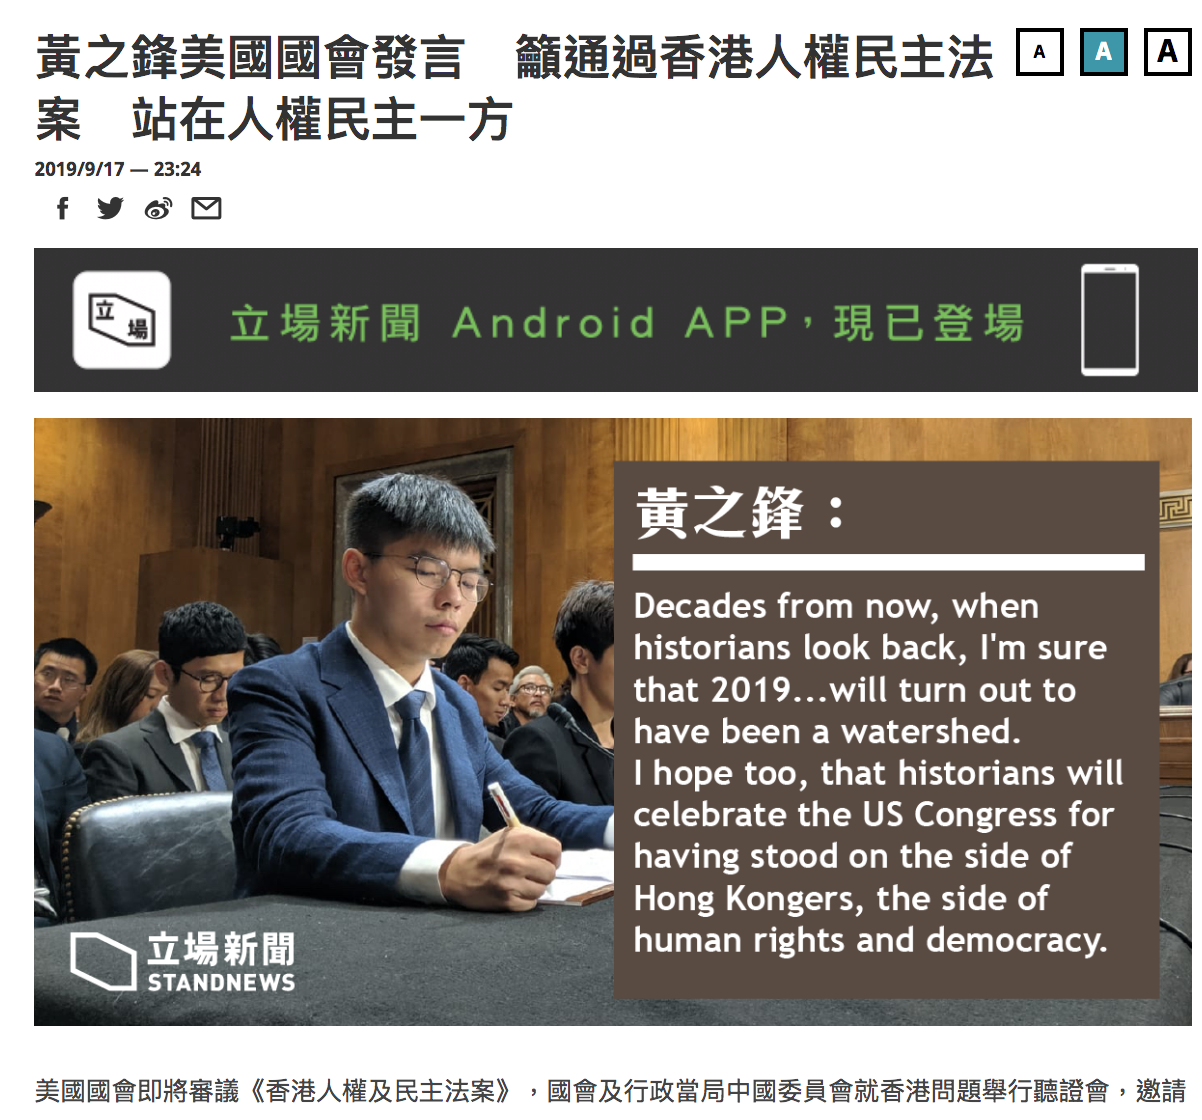 黃之鋒美國國會發言　籲通過香港人權民主法
案　站在人權民主一方
A A A
2019/9/17 — 23:24
立場
立場新聞 Android APP，現已登場
黃之鋒：
Decades from now, when
historians look back, I'm sure
that 2019...will turn out to
have been a watershed.
I hope too, that historians will
celebrate the US Congress for
having stood on the side of
Hong Kongers, the side of
human rights and democracy.
立場新聞
STANDNEWS
美國國會即將審議《香港人權及民主法案》，國會及行政當局中國委員會就香港問題舉行聽證會，邀請